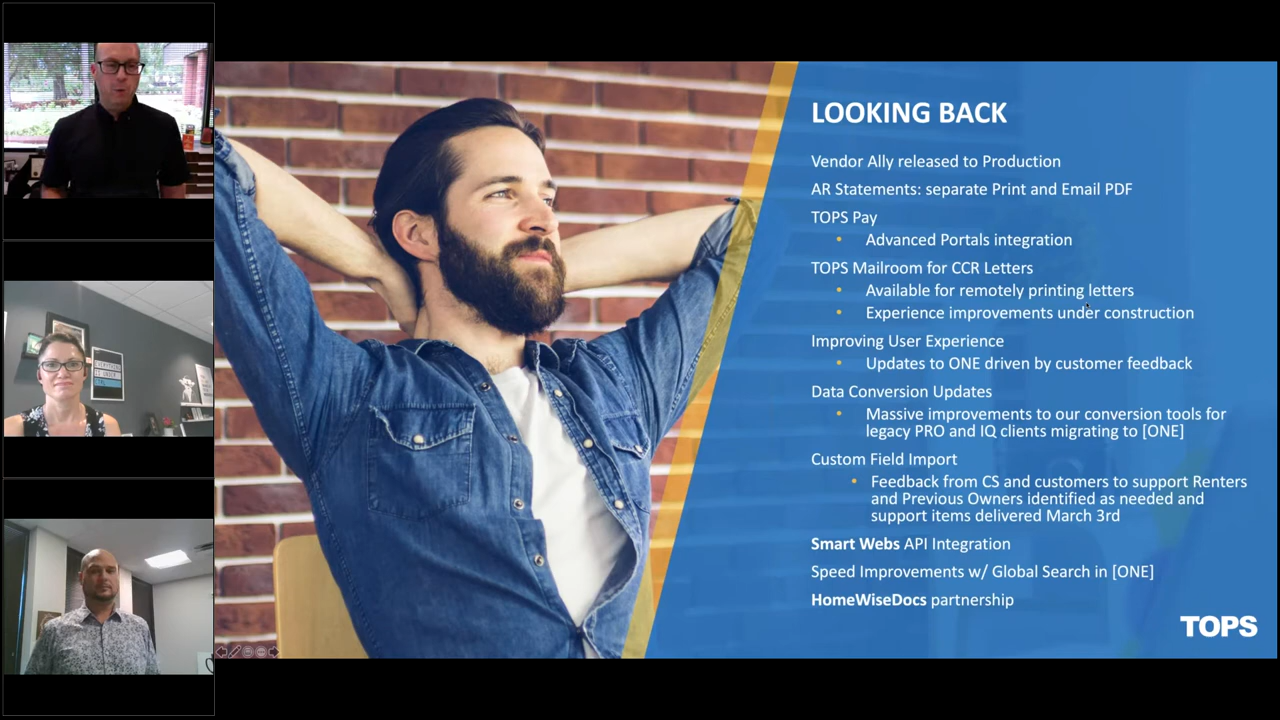 LOOKING BACK
Vendor Ally released to Production
AR Statements: separate Print and Email PDF
TOPS Pay
• Advanced Portals integration
TOPS Mailroom for CCR Letters
• Available for remotely printing letters
• Experience improvements under construction
Improving User Experience
• Updates to ONE driven by customer feedback
Data Conversion Updates
• Massive improvements to our conversion tools for
legacy PRO and IQ clients migrating to [ONE]
Custom Field Import
• Feedback from CS and customers to support Renters
and Previous Owners identified as needed and
support items delivered March 3rd
Smart Webs API Integration
Speed Improvements w/ Global Search in [ONE]
HomeWiseDocs partnership
TOPS